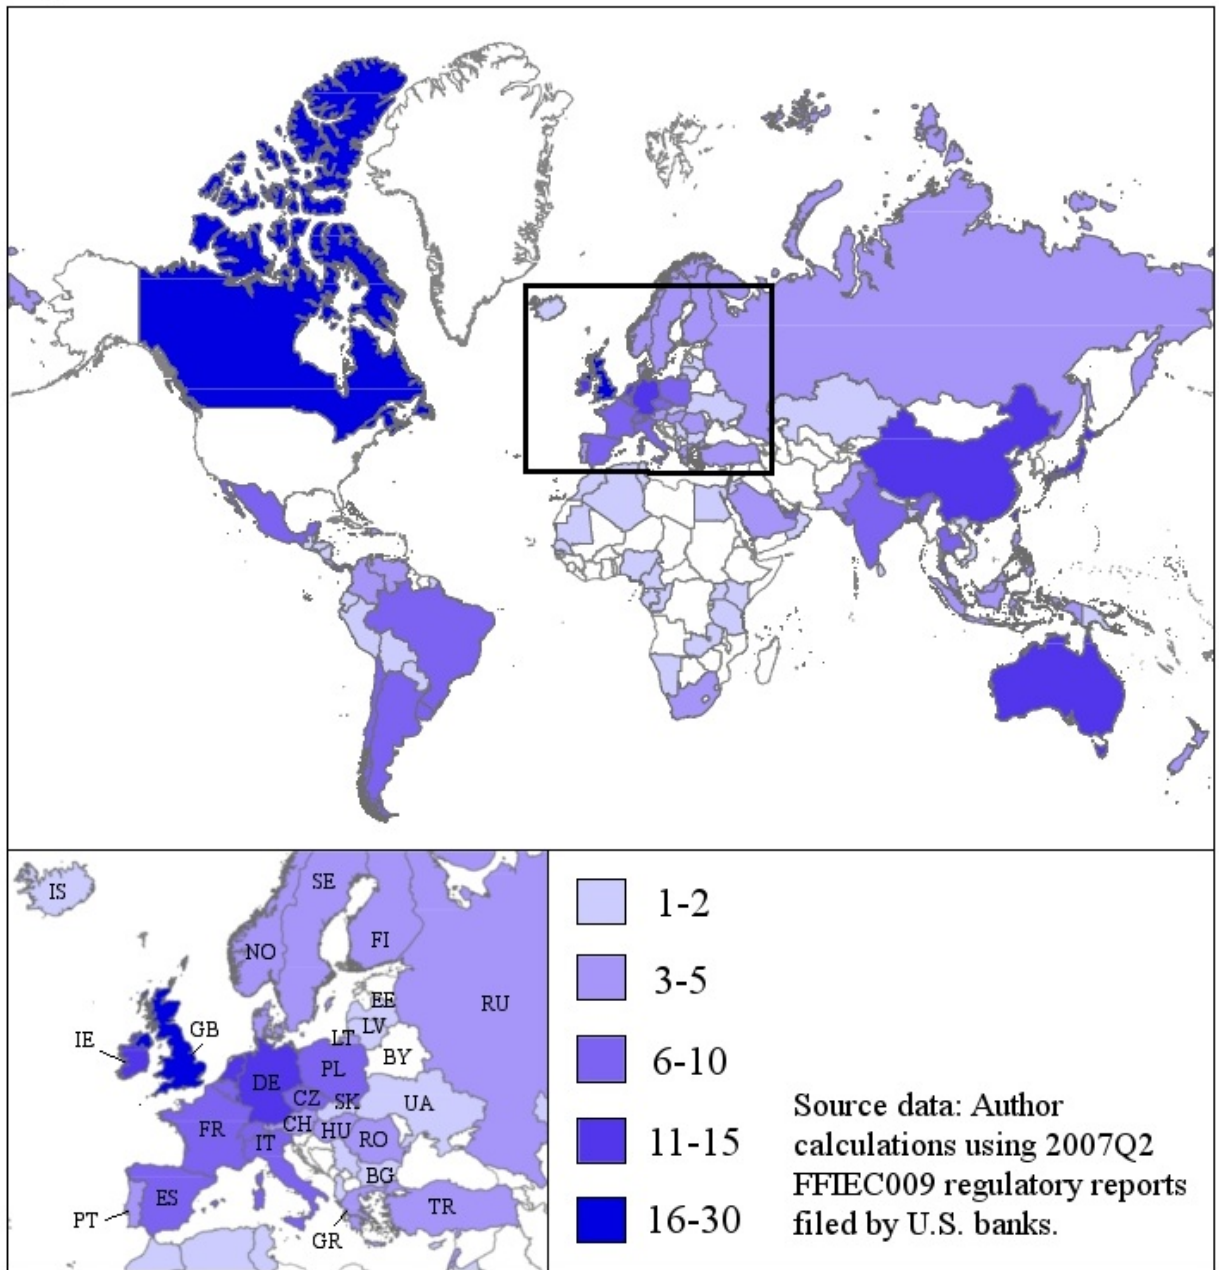 IS
SE
NO
FI
RU
EE
LV
LT
IE
GB
BY
PL
DE
CZ
SK
UA
CH
FR
HU
IT
RO
BG
ES
TR
PT
GR
1-2
3-5
6-10
11-15
16-30
Source data: Author
calculations using 2007Q2
FFIEC009 regulatory reports
filed by U.S. banks.